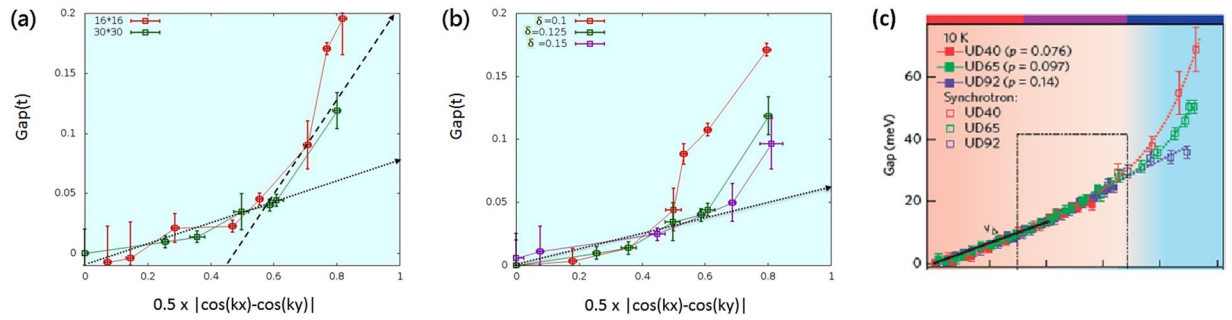 (a)
16*16
30*30
0.2
0.15
0.1
0.05
0
Gap(t)
0
0.2
0.4
0.6
0.8
1
0.5 x |cos(kx)-cos(ky)|
(b)
δ=0.1
δ=0.125
δ=0.15
0.2
0.15
0.1
0.05
0
Gap(t)
0
0.2
0.4
0.6
0.8
1
0.5 x |cos(kx)-cos(ky)|
(c)
10 K
UD40 (p = 0.076)
UD65 (p = 0.097)
UD92 (p = 0.14)
Synchrotron:
UD40
UD65
UD92
60
40
20
0
Gap (meV)